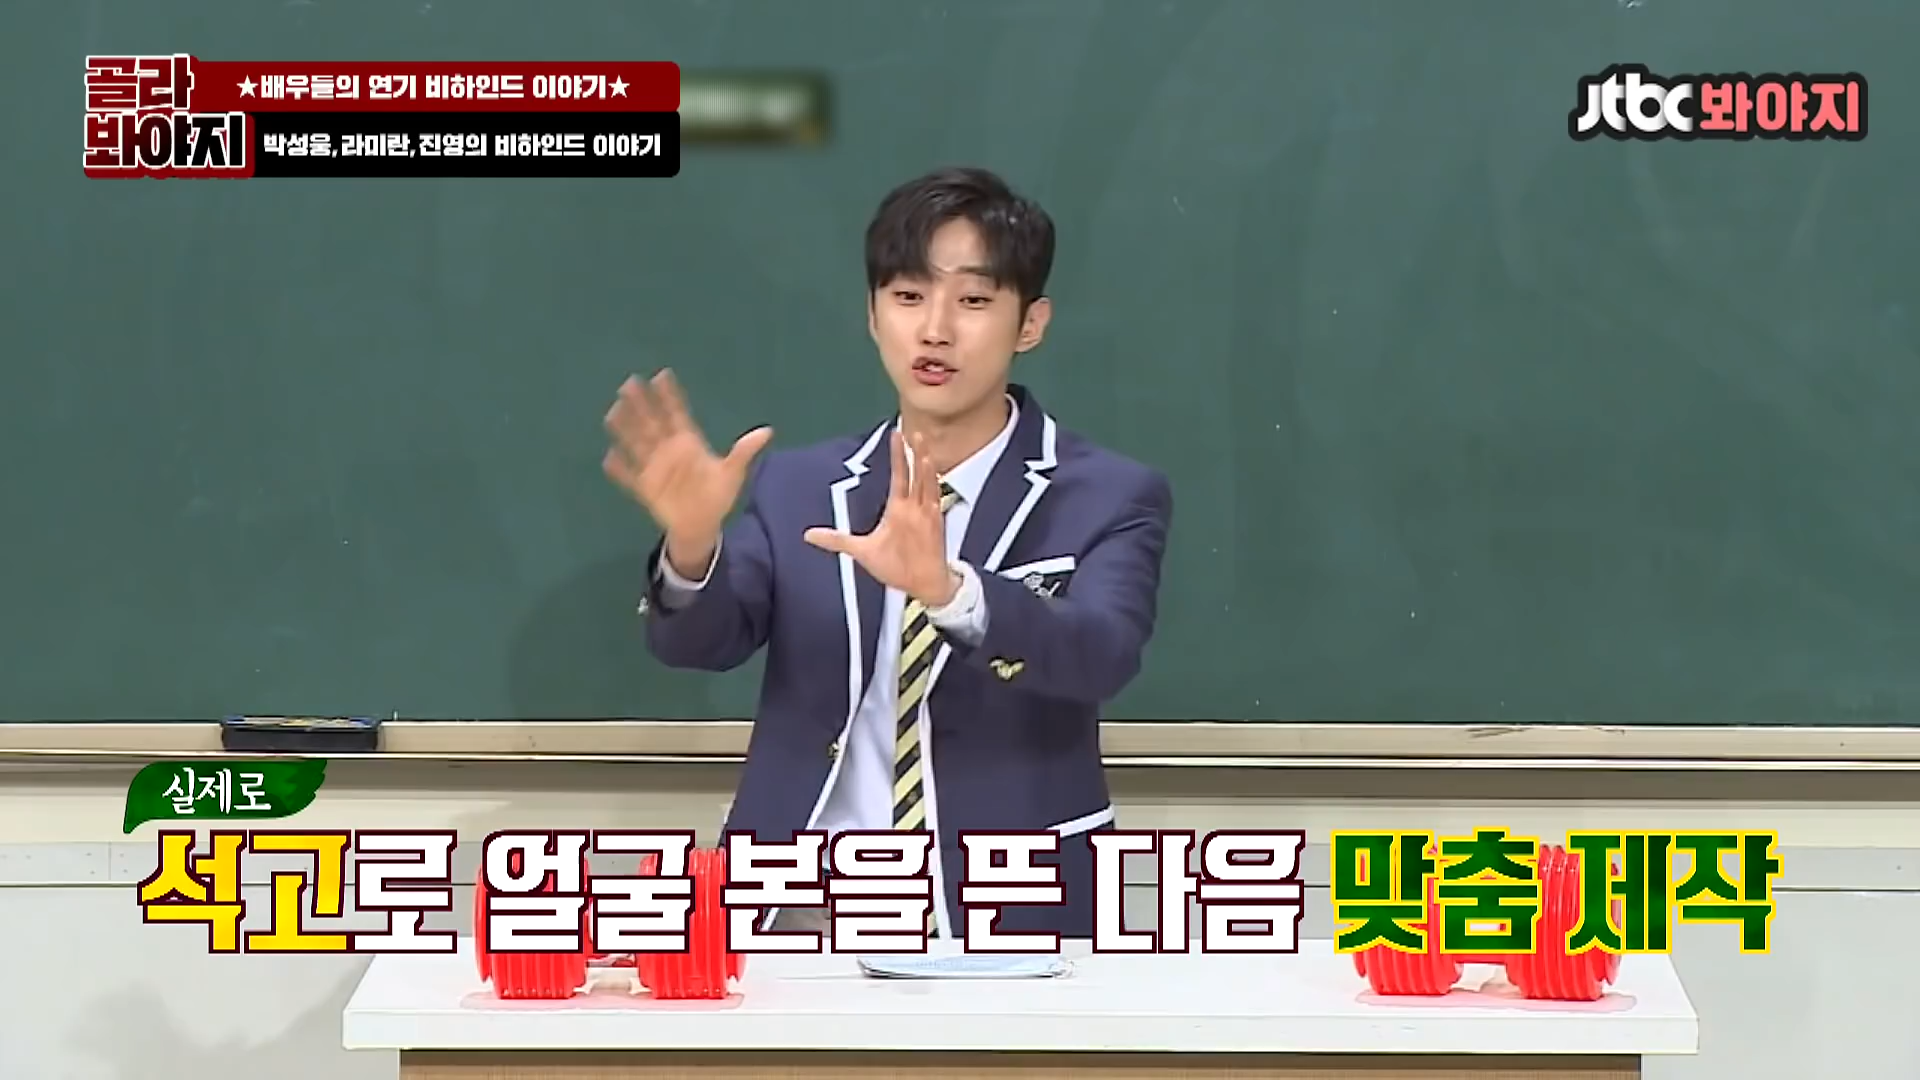 골라
봐야지
★배우들의 연기 비하인드 이야기★
박성웅, 라미란, 진영의 비하인드 이야기
jtbc 봐야지
실제로
석고로 얼굴 본을 뜬 다음 맞춤 제작